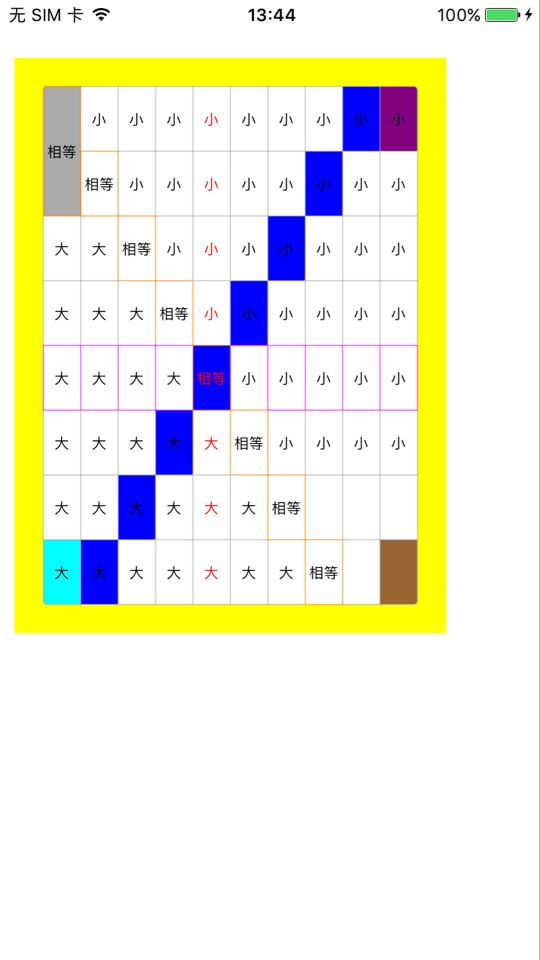 无 SIM 卡 13:44 100%
相等 小 小 小 小 小 小 小 小 小
相等 小 小 小 小 小 小 小 小
大 大 相等 小 小 小 小 小 小 小
大 大 大 相等 小 小 小 小 小 小
大 大 大 大 相等 小 小 小 小 小
大 大 大 大 大 相等 小 小 小 小
大 大 大 大 大 大 相等
大 大 大 大 大 大 大 相等